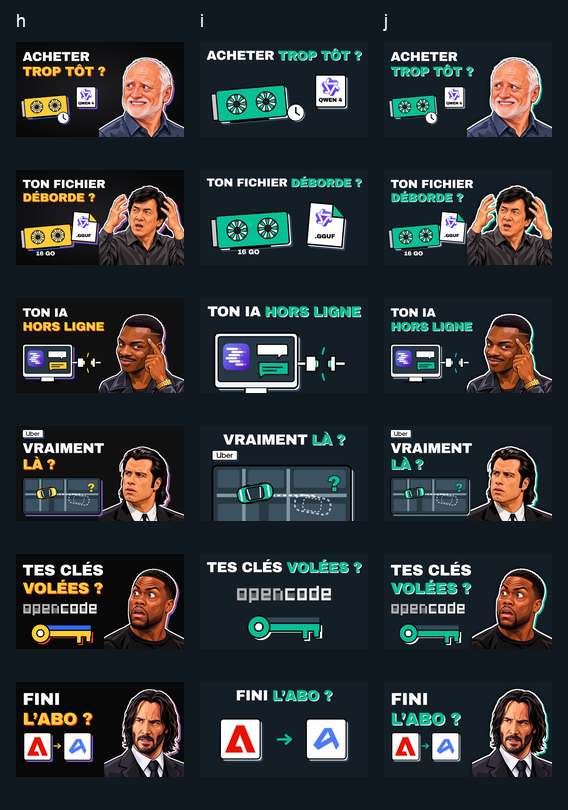 h
i
j
ACHETER
TROP TÔT ?
QWEN 4
ACHETER TROP TÔT ?
QWEN 4
ACHETER
TROP TÔT ?
QWEN 4
TON FICHIER
DÉBORDE ?
.GGUF
16 GO
TON FICHIER DÉBORDE ?
.GGUF
16 GO
TON FICHIER
DÉBORDE ?
.GGUF
16 GO
TON IA
HORS LIGNE
TON IA HORS LIGNE
TON IA
HORS LIGNE
Uber
VRAIMENT
LÀ ?
?
VRAIMENT LÀ ?
Uber
?
Uber
VRAIMENT
LÀ ?
?
TES CLÉS
VOLÉES ?
opencode
TES CLÉS VOLÉES ?
opencode
TES CLÉS
VOLÉES ?
opencode
FINI
L'ABO ?
FINI L'ABO ?
FINI
L'ABO ?